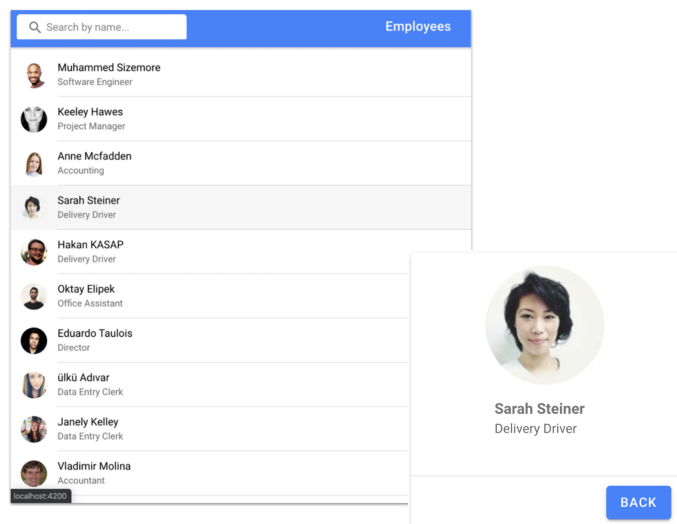 Search by name...
Employees
Muhammed Sizemore
Software Engineer
Keeley Hawes
Project Manager
Anne Mcfadden
Accounting
Sarah Steiner
Delivery Driver
Hakan KASAP
Delivery Driver
Oktay Elipek
Office Assistant
Eduardo Taulois
Director
ülkü Adıvar
Data Entry Clerk
Janely Kelley
Data Entry Clerk
Vladimir Molina
Accountant
localhost:4200
Sarah Steiner
Delivery Driver
BACK